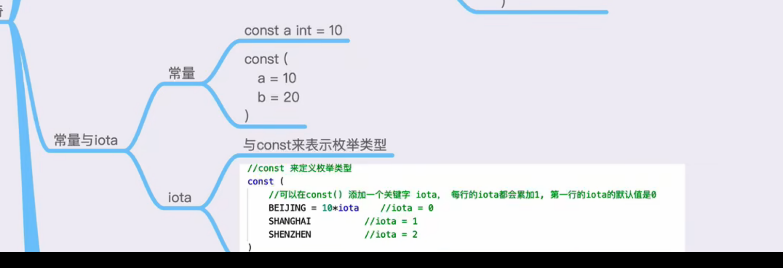 )
const a int = 10
const (
a = 10
b = 20
)
常量
常量与iota
与const来表示枚举类型
iota
//const 来定义枚举类型
const (
//可以在const() 添加一个关键字 iota, 每行的iota都会累加1, 第一行的iota的默认值是0
BEIJING = 10*iota //iota = 0
SHANGHAI //iota = 1
SHENZHEN //iota = 2
)